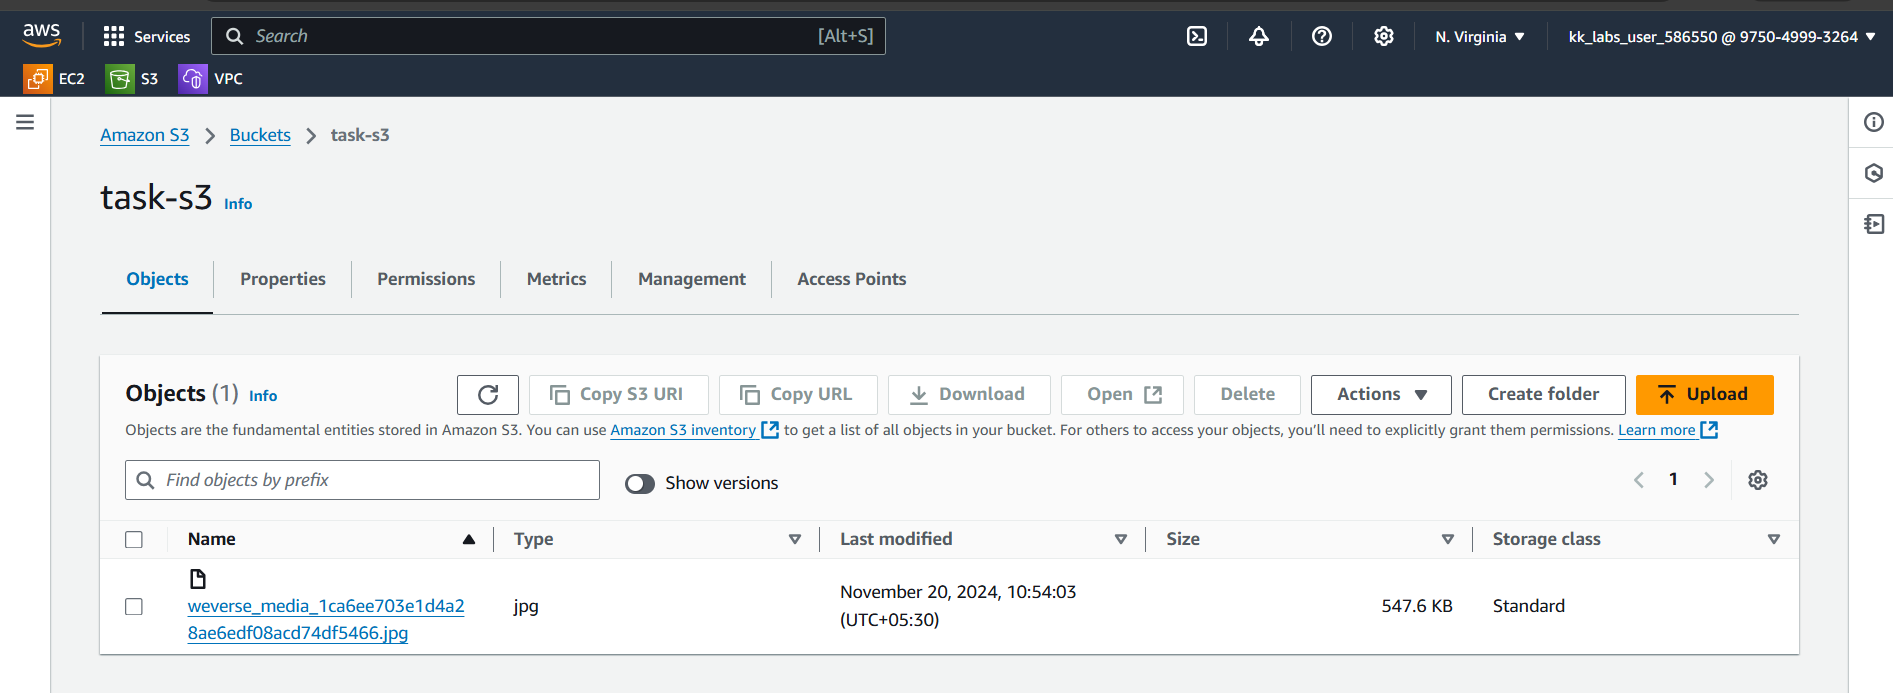 aws
Services
Search [Alt+S]
N. Virginia
kk_labs_user_586550 @ 9750-4999-3264
EC2
S3
VPC
Amazon S3
Buckets
task-s3
task-s3 Info
Objects
Properties
Permissions
Metrics
Management
Access Points
Objects (1) Info
Copy S3 URI
Copy URL
Download
Open
Delete
Actions
Create folder
Upload
Objects are the fundamental entities stored in Amazon S3. You can use Amazon S3 inventory to get a list of all objects in your bucket. For others to access your objects, you'll need to explicitly grant them permissions. Learn more
Find objects by prefix
Show versions
1
Name
Type
Last modified
Size
Storage class
weverse_media_1ca6ee703e1d4a2
8ae6edf08acd74df5466.jpg
jpg
November 20, 2024, 10:54:03
(UTC+05:30)
547.6 KB
Standard